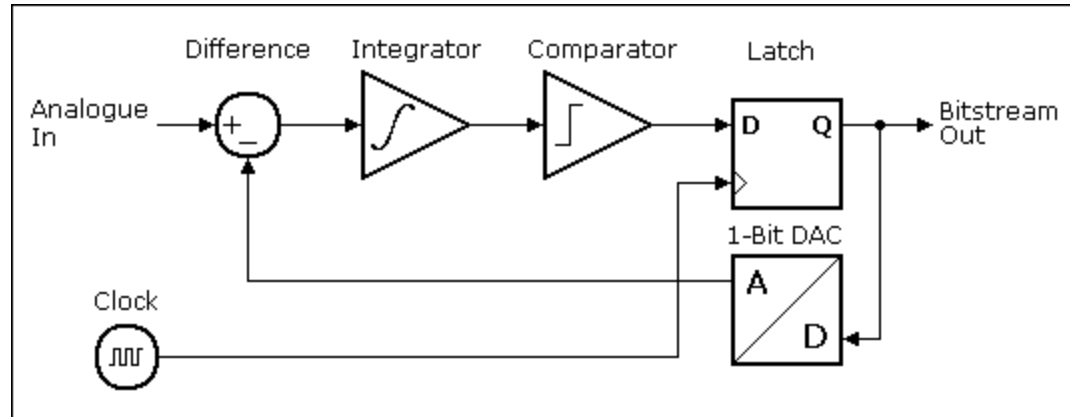 Difference
Integrator
Comparator
Latch
Analogue
In
+
−
D
Q
Bitstream
Out
1-Bit DAC
A
D
Clock